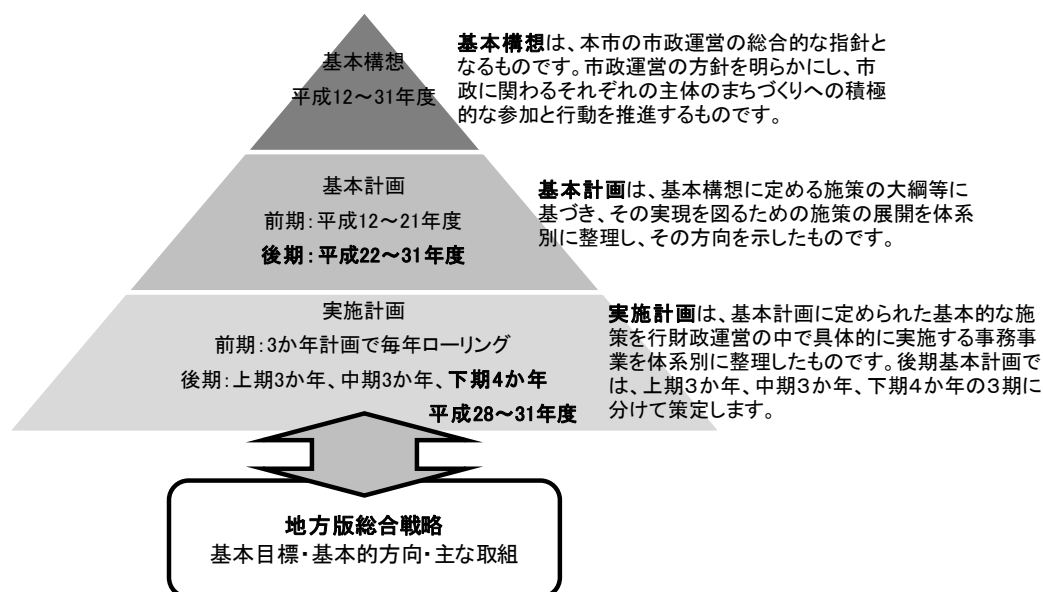 基本構想
平成12～31年度
基本構想は、本市の市政運営の総合的な指針と
なるものです。市政運営の方針を明らかにし、市
政に関わるそれぞれの主体のまちづくりへの積極
的な参加と行動を推進するものです。
基本計画
前期：平成12～21年度
後期：平成22～31年度
基本計画は、基本構想に定める施策の大綱等に
基づき、その実現を図るための施策の展開を体系
別に整理し、その方向を示したものです。
実施計画
前期：3か年計画で毎年ローリング
後期：上期3か年、中期3か年、下期4か年
平成28～31年度
実施計画は、基本計画に定められた基本的な施
策を行財政運営の中で具体的に実施する事務事
業を体系別に整理したものです。後期基本計画で
は、上期３か年、中期３か年、下期４か年の３期に
分けて策定します。
地方版総合戦略
基本目標・基本的方向・主な取組